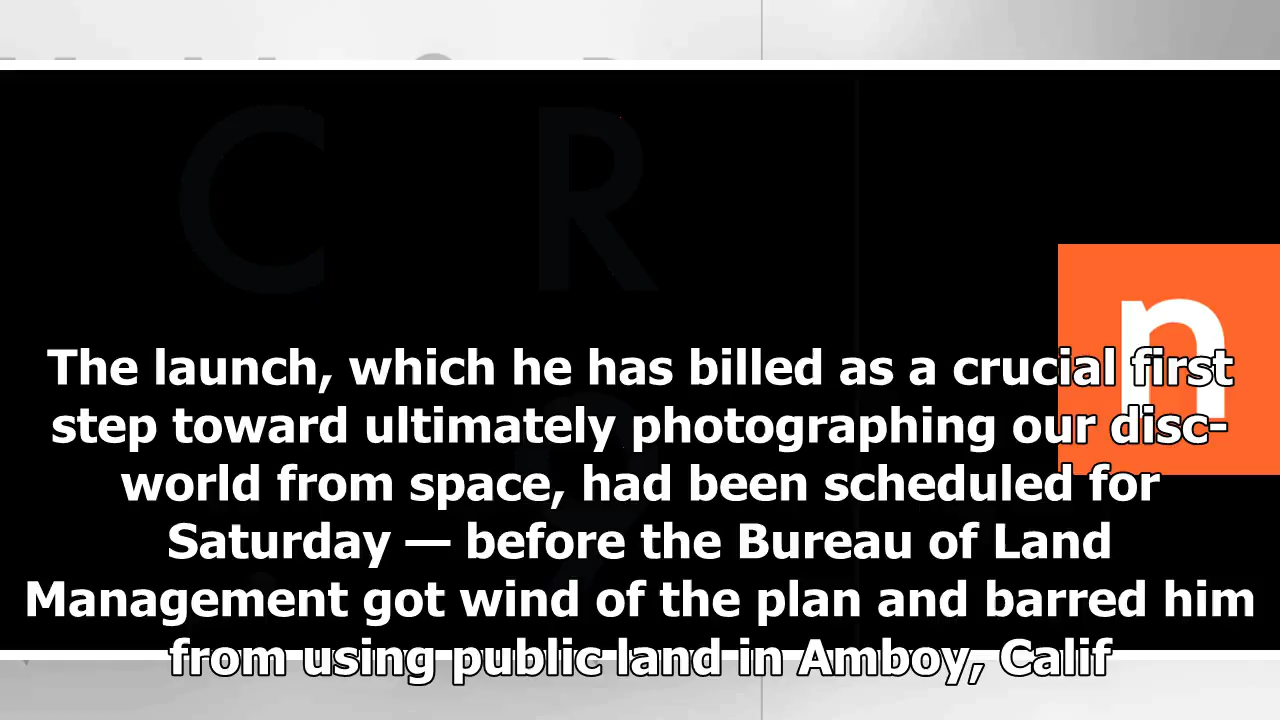 C R
n
The launch, which he has billed as a crucial first
step toward ultimately photographing our disc-
world from space, had been scheduled for
Saturday — before the Bureau of Land
Management got wind of the plan and barred him
from using public land in Amboy, Calif